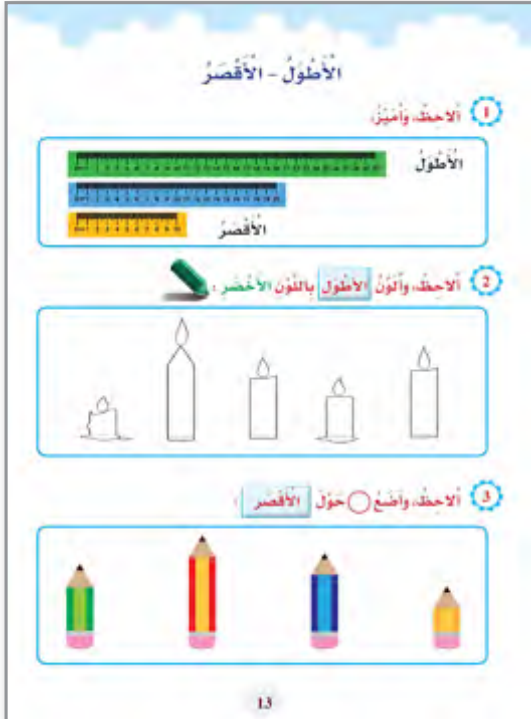 الْأَطْوَلُ - الْأَقْصَرُ
1 أُلَاحِظُ، وَأُمَيِّزُ:
الْأَطْوَلُ
الْأَقْصَرُ
2 أُلَاحِظُ، وَأُلَوِّنُ الْأَطْوَلَ بِاللَّوْنِ الْأَخْضَرِ:
3 أُلَاحِظُ، وَأَضَعُ حَوْلَ الْأَقْصَرِ:
13